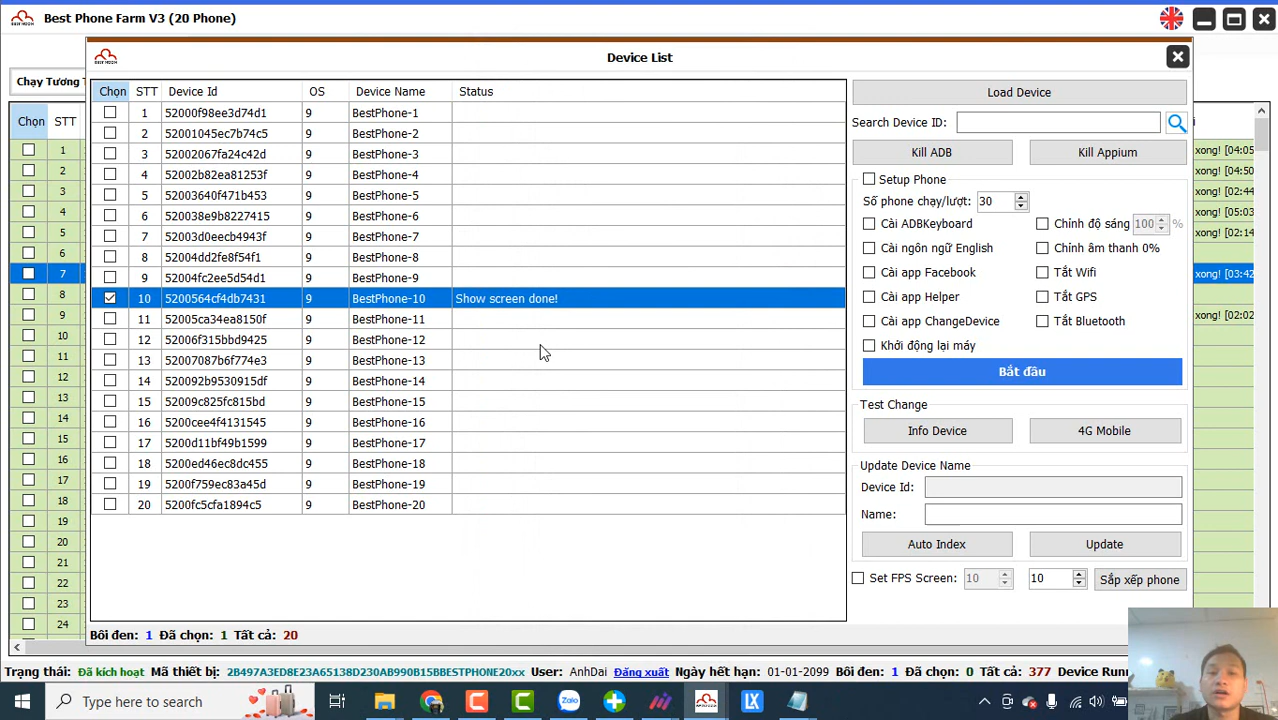 Best Phone Farm V3 (20 Phone)
Device List
Chạy Tương T
Chọn STT
1
2
3
4
5
6
7
8
9
10
11
12
13
14
15
16
17
18
19
20
21
22
23
24
Chọn STT Device Id OS Device Name Status
1 52000f98ee3d74d1 9 BestPhone-1
2 52001045ec7b74c5 9 BestPhone-2
3 52002067fa24c42d 9 BestPhone-3
4 52002b82ea81253f 9 BestPhone-4
5 52003640f471b453 9 BestPhone-5
6 520038e9b8227415 9 BestPhone-6
7 52003d0eecb4943f 9 BestPhone-7
8 52004dd2fe8f54f1 9 BestPhone-8
9 52004fc2ee5d54d1 9 BestPhone-9
10 5200564cf4db7431 9 BestPhone-10 Show screen done!
11 52005ca34ea8150f 9 BestPhone-11
12 52006f315bbd9425 9 BestPhone-12
13 52007087b6f774e3 9 BestPhone-13
14 520092b9530915df 9 BestPhone-14
15 52009c825fc815bd 9 BestPhone-15
16 5200cee4f4131545 9 BestPhone-16
17 5200d11bf49b1599 9 BestPhone-17
18 5200ed46ec8dc455 9 BestPhone-18
19 5200f759ec83a45d 9 BestPhone-19
20 5200fc5cfa1894c5 9 BestPhone-20
Bôi đen: 1 Đã chọn: 1 Tất cả: 20
Load Device
Search Device ID:
Kill ADB Kill Appium
Setup Phone
Số phone chạy/lượt: 30
Cài ADBKeyboard Chỉnh độ sáng 100 %
Cài ngôn ngữ English Chỉnh âm thanh 0%
Cài app Facebook Tắt Wifi
Cài app Helper Tắt GPS
Cài app ChangeDevice Tắt Bluetooth
Khởi động lại máy
Bắt đầu
Test Change
Info Device 4G Mobile
Update Device Name
Device Id:
Name:
Auto Index Update
Set FPS Screen: 10 10 Sắp xếp phone
xong! [04:05
xong! [04:50
xong! [02:44
xong! [05:03
xong! [02:14
xong! [03:42
xong! [02:02
Trạng thái: Đã kích hoạt Mã thiết bị: 2B497A3ED8E23A65138D230AB990B15BBESTPHONE20xx User: AnhDai Đăng xuất Ngày hết hạn: 01-01-2099 Bôi đen: 1 Đã chọn: 0 Tất cả: 377 Device Run
Type here to search
Zalo
LX